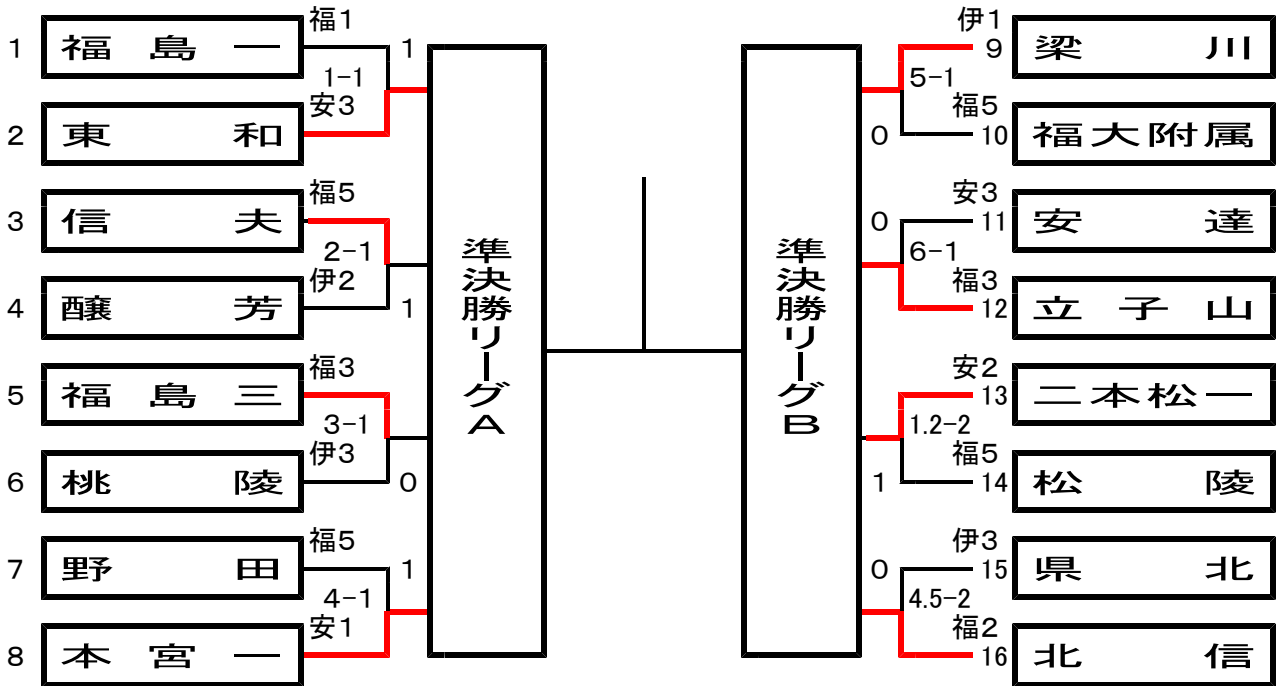 福1
1 福島一 1
1-1
安3
2 東和
福5
3 信夫
2-1
伊2
4 醸芳 1
福3
5 福島三
3-1
伊3
6 桃陵 0
福5
7 野田 1
4-1
安1
8 本宮一
準決勝リーグA
準決勝リーグB
伊1
9 梁川
5-1
福5
0 10 福大附属
安3
0 11 安達
6-1
福3
12 立子山
安2
13 二本松一
1.2-2
福5
1 14 松陵
伊3
0 15 県北
4.5-2
福2
16 北信